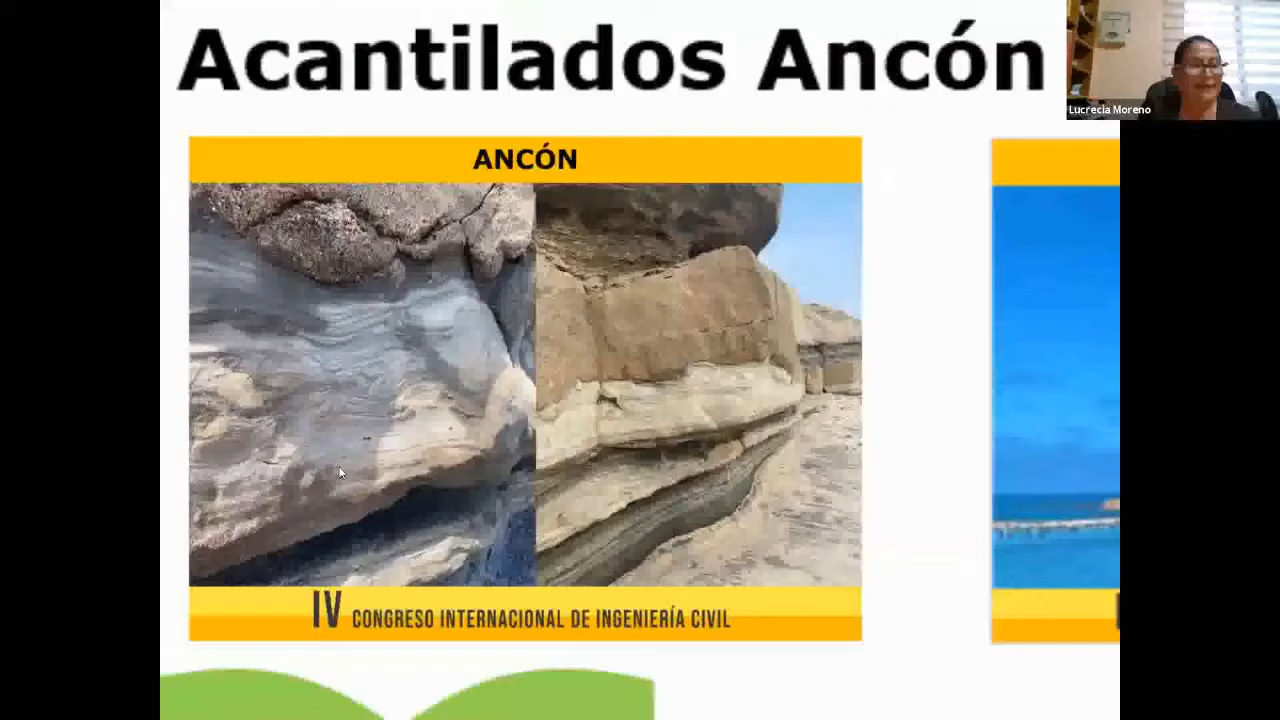 Acantilados Ancón
Lucrecia Moreno
ANCÓN
IV CONGRESO INTERNACIONAL DE INGENIERÍA CIVIL